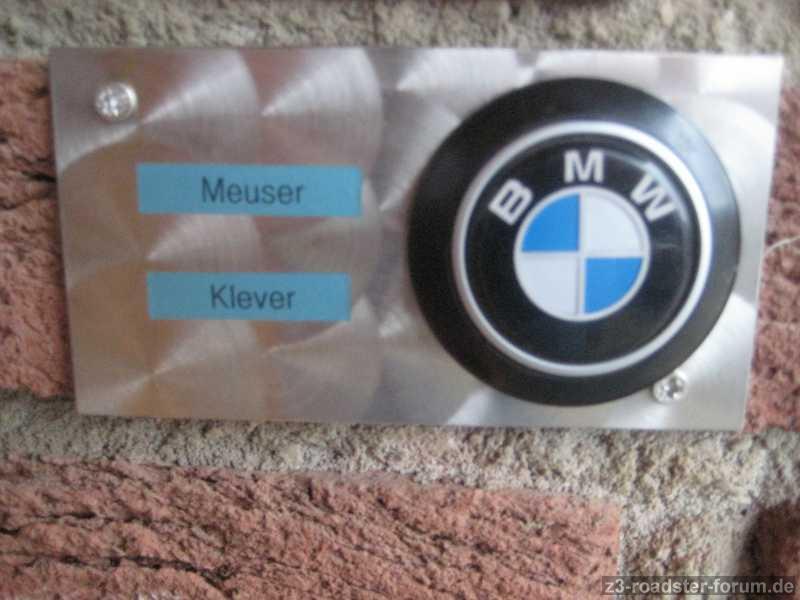 Meuser
Klever
BMW
z3-roadster-forum.de